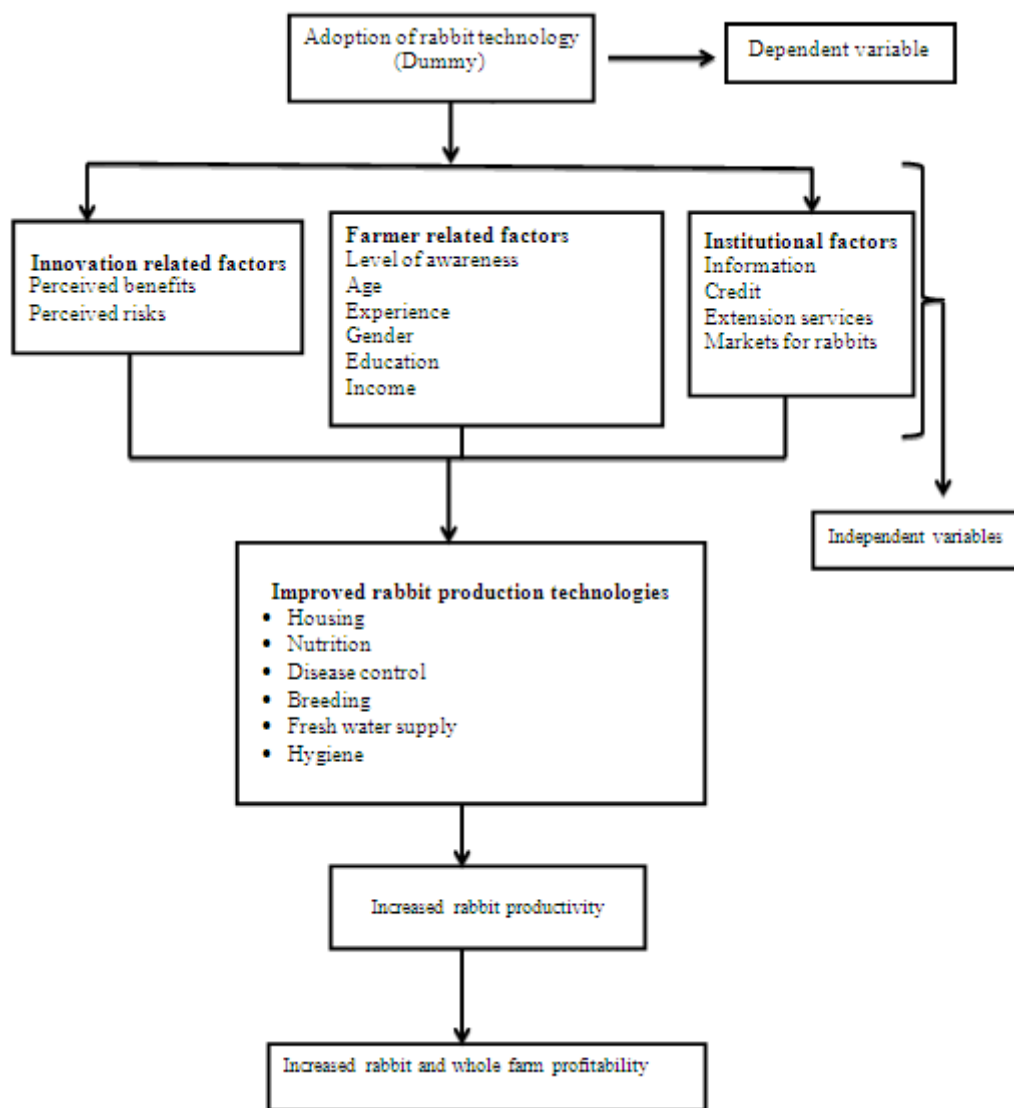 Adoption of rabbit technology
(Dummy)
Dependent variable
Innovation related factors
Perceived benefits
Perceived risks
Farmer related factors
Level of awareness
Age
Experience
Gender
Education
Income
Institutional factors
Information
Credit
Extension services
Markets for rabbits
Independent variables
Improved rabbit production technologies
• Housing
• Nutrition
• Disease control
• Breeding
• Fresh water supply
• Hygiene
Increased rabbit productivity
Increased rabbit and whole farm profitability